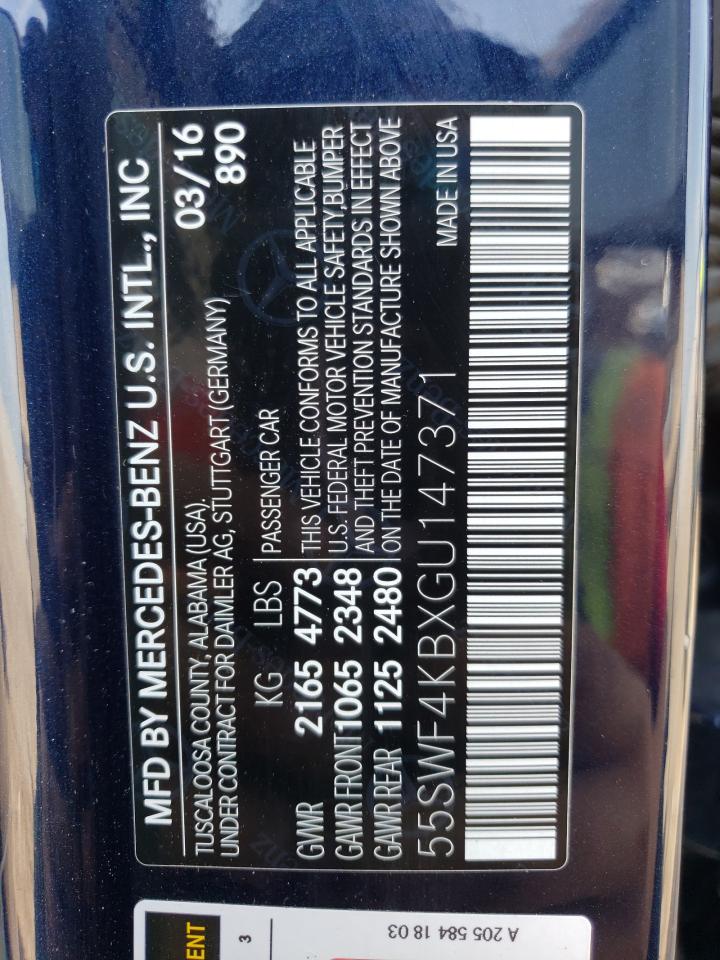 MFD BY MERCEDES-BENZ U.S. INTL., INC
TUSCALOOSA COUNTY, ALABAMA (USA), 03/16
UNDER CONTRACT FOR DAIMLER AG, STUTTGART (GERMANY) 890
KG LBS PASSENGER CAR
GVWR 2165 4773 THIS VEHICLE CONFORMS TO ALL APPLICABLE
GAWR FRONT 1065 2348 U.S. FEDERAL MOTOR VEHICLE SAFETY, BUMPER
AND THEFT PREVENTION STANDARDS IN EFFECT
GAWR REAR 1125 2480 ON THE DATE OF MANUFACTURE SHOWN ABOVE
55SWF4KBXGU147371 MADE IN USA
ENT
3
A 205 584 18 03